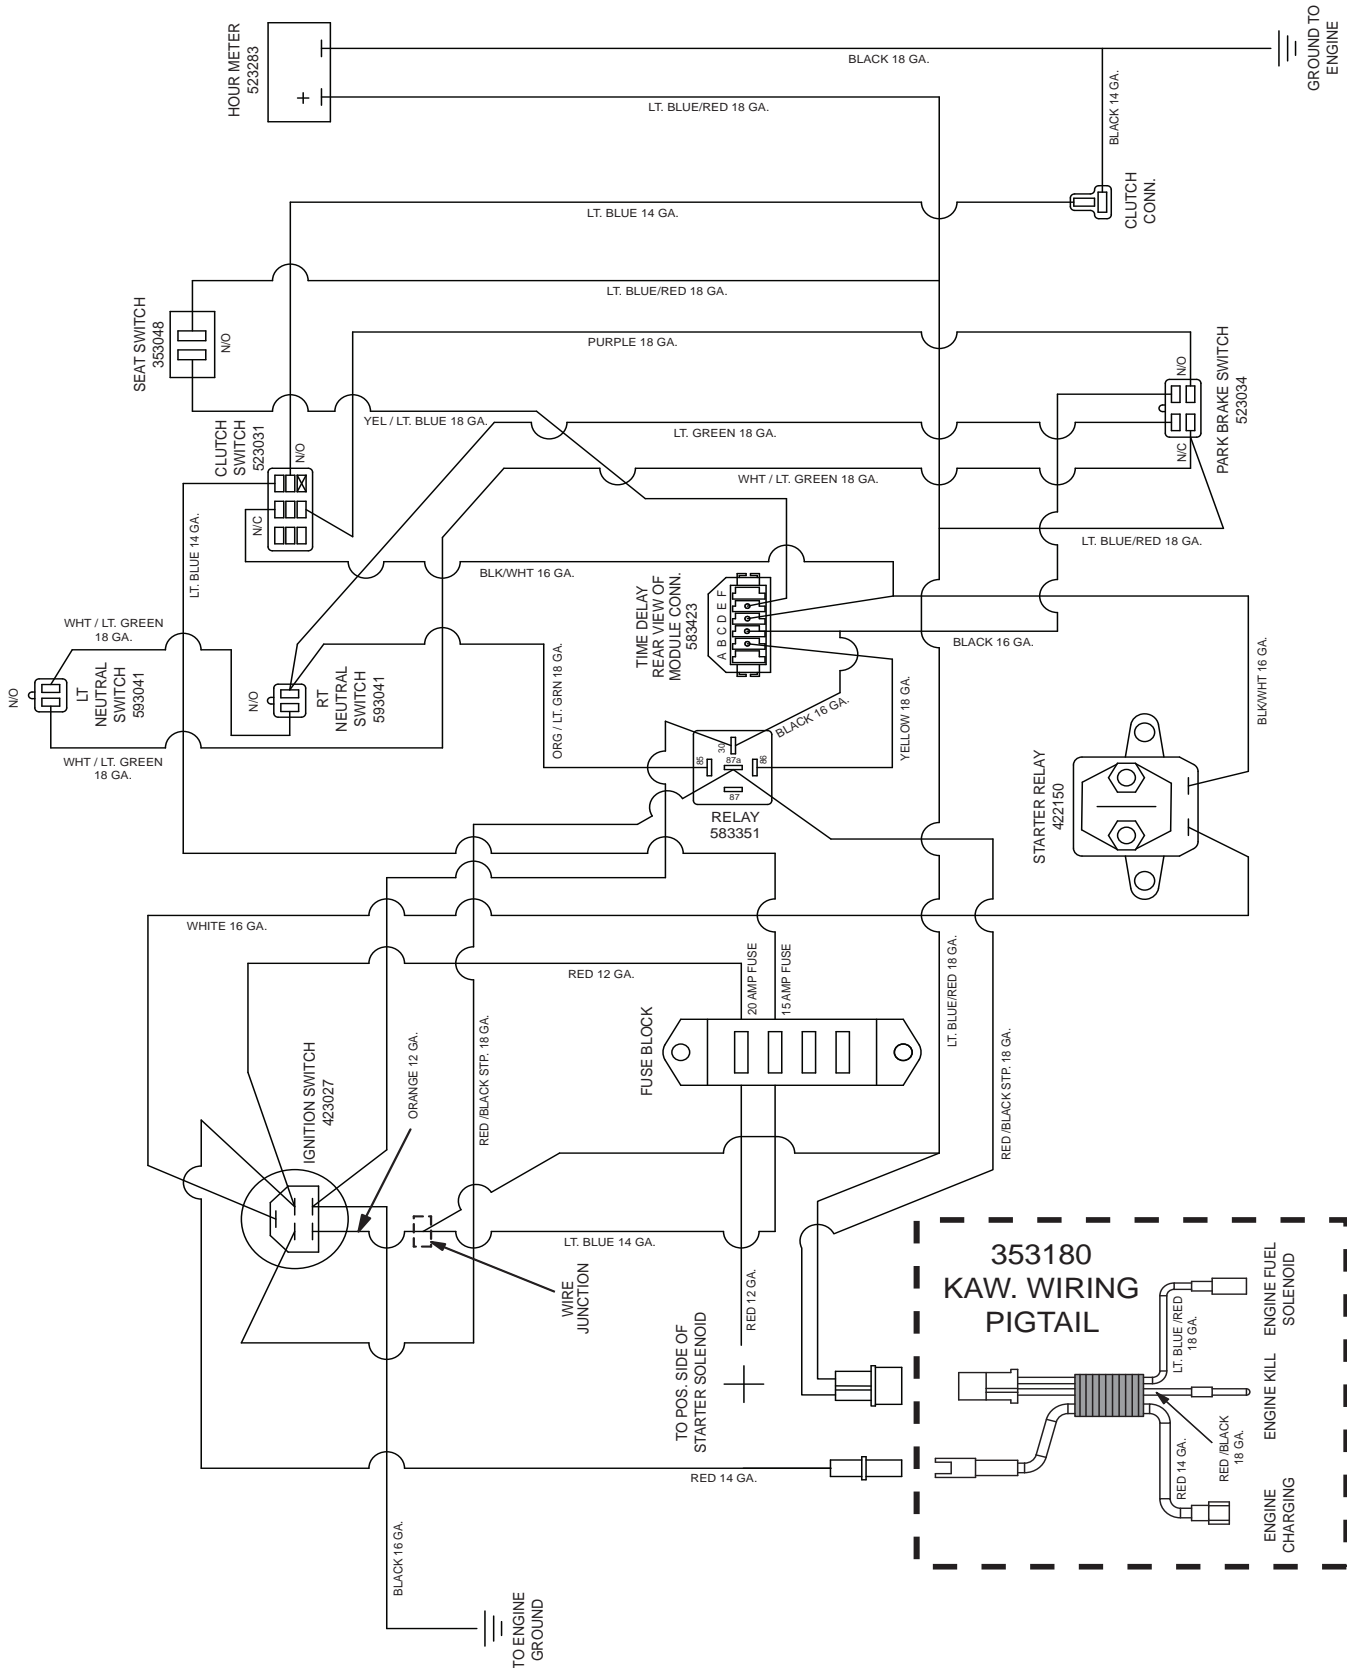 HOUR METER
523283
+
BLACK 18 GA.
LT. BLUE/RED 18 GA.
BLACK 14 GA.
GROUND TO
ENGINE
CLUTCH
CONN.
LT. BLUE 14 GA.
SEAT SWITCH
353048
N/O
LT. BLUE/RED 18 GA.
PURPLE 18 GA.
YEL / LT. BLUE 18 GA.
LT. GREEN 18 GA.
WHT / LT. GREEN 18 GA.
N/O
N/C
PARK BRAKE SWITCH
523034
LT. BLUE/RED 18 GA.
CLUTCH
SWITCH
523031
N/O
N/C
LT. BLUE 14 GA.
BLK/WHT 16 GA.
TIME DELAY
REAR VIEW OF
MODULE CONN.
583423
A B C D E F
BLACK 16 GA.
BLK/WHT 16 GA.
WHT / LT. GREEN
18 GA.
N/O
LT
NEUTRAL
SWITCH
593041
N/O
RT
NEUTRAL
SWITCH
593041
WHT / LT. GREEN
18 GA.
ORG / LT. GRN 18 GA.
BLACK 16 GA.
YELLOW 18 GA.
30
85
87a
86
87
RELAY
583351
STARTER RELAY
422150
WHITE 16 GA.
RED 12 GA.
20 AMP FUSE
15 AMP FUSE
FUSE BLOCK
LT. BLUE/RED 18 GA.
RED /BLACK STP. 18 GA.
IGNITION SWITCH
423027
ORANGE 12 GA.
RED /BLACK STP. 18 GA.
LT. BLUE 14 GA.
WIRE
JUNCTION
RED 12 GA.
TO POS. SIDE OF
STARTER SOLENOID
RED 14 GA.
BLACK 16 GA.
TO ENGINE
GROUND
353180
KAW. WIRING
PIGTAIL
LT. BLUE /RED
18 GA.
ENGINE FUEL
SOLENOID
ENGINE KILL
RED /BLACK
18 GA.
RED 14 GA.
ENGINE
CHARGING